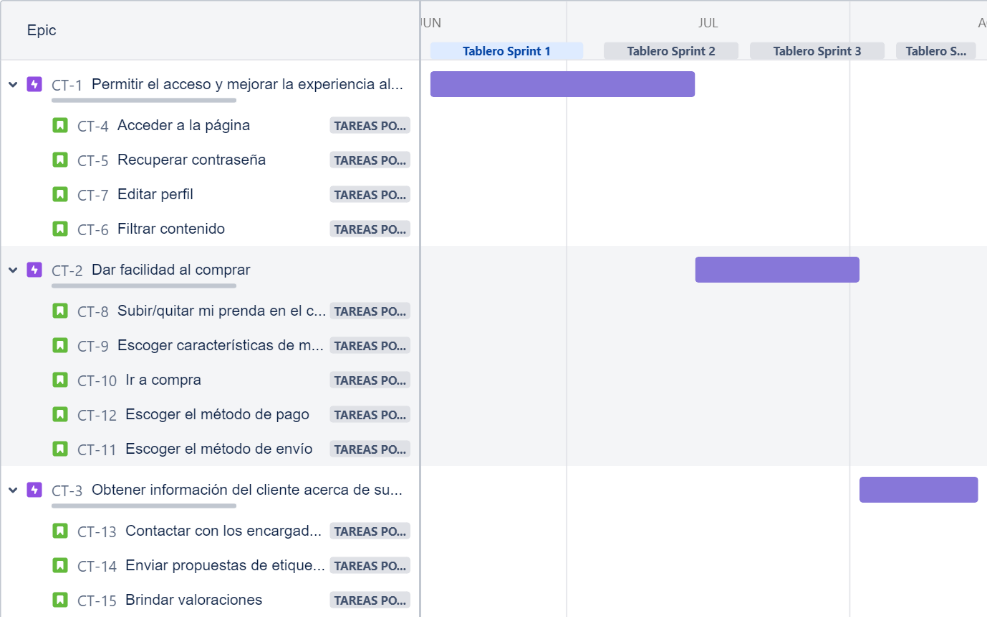 Epic
JUN JUL A
Tablero Sprint 1 Tablero Sprint 2 Tablero Sprint 3 Tablero S...
CT-1 Permitir el acceso y mejorar la experiencia al...
CT-4 Acceder a la página TAREAS PO...
CT-5 Recuperar contraseña TAREAS PO...
CT-7 Editar perfil TAREAS PO...
CT-6 Filtrar contenido TAREAS PO...
CT-2 Dar facilidad al comprar
CT-8 Subir/quitar mi prenda en el c... TAREAS PO...
CT-9 Escoger características de m... TAREAS PO...
CT-10 Ir a compra TAREAS PO...
CT-12 Escoger el método de pago TAREAS PO...
CT-11 Escoger el método de envío TAREAS PO...
CT-3 Obtener información del cliente acerca de su...
CT-13 Contactar con los encargad... TAREAS PO...
CT-14 Enviar propuestas de etique... TAREAS PO...
CT-15 Brindar valoraciones TAREAS PO...